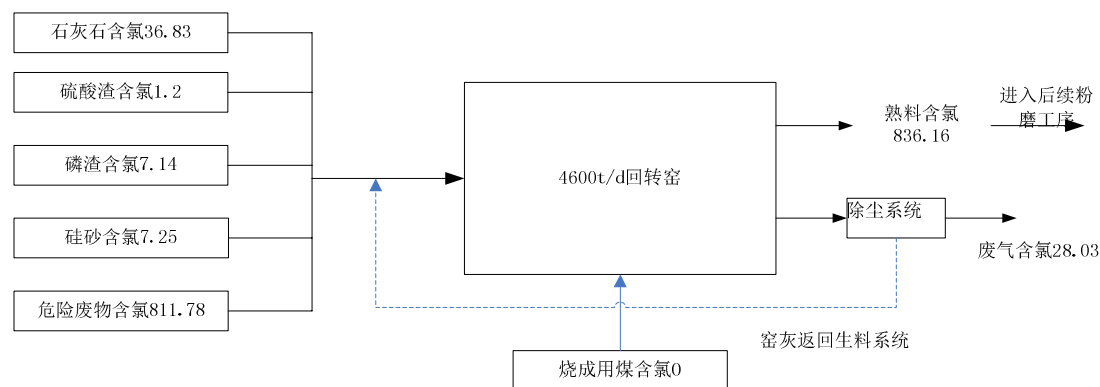 石灰石含氯36.83
硫酸渣含氯1.2
磷渣含氯7.14
硅砂含氯7.25
危险废物含氯811.78
4600t/d回转窑
烧成用煤含氯0
熟料含氯
836.16
进入后续粉
磨工序
除尘系统
废气含氯28.03
窑灰返回生料系统